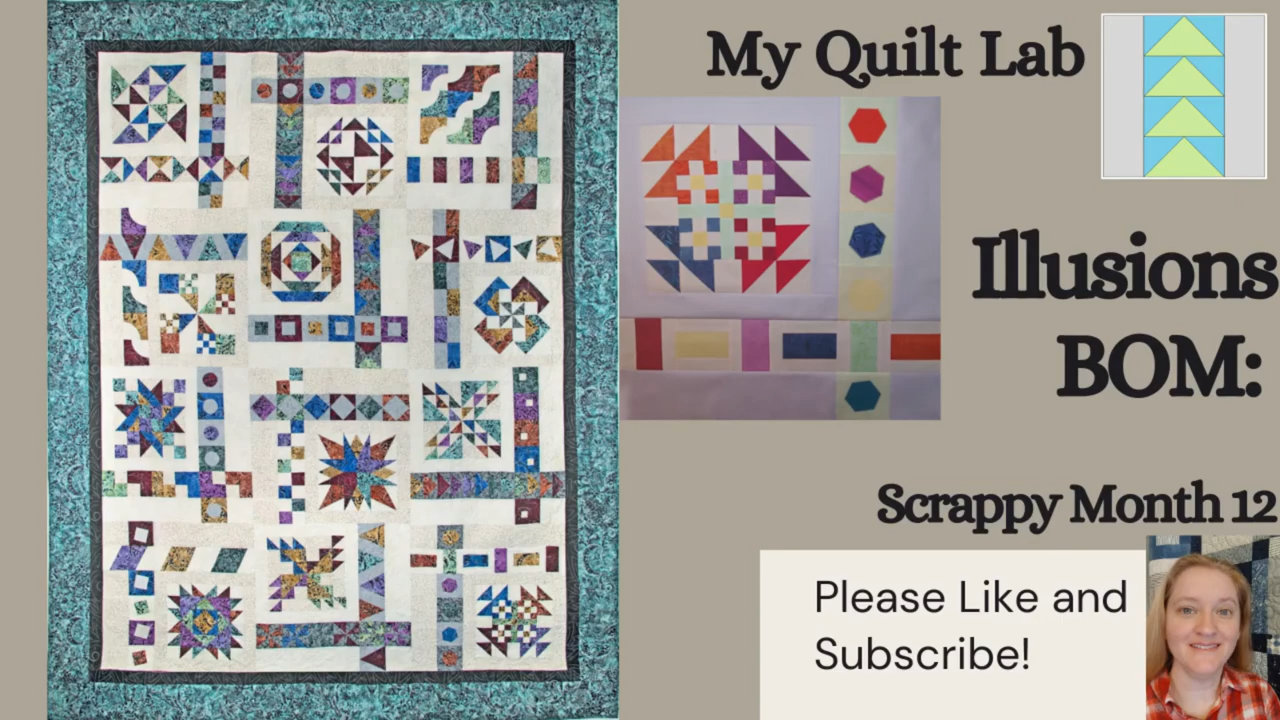 My Quilt Lab
Illusions
BOM:
Scrappy Month 12
Please Like and
Subscribe!